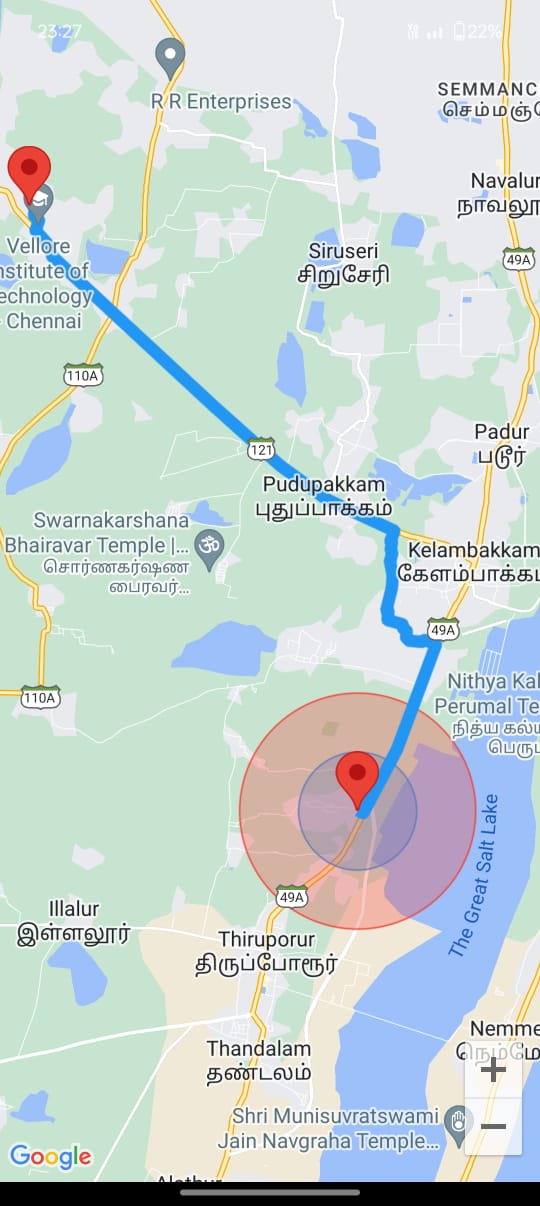 23:27
22%
R R Enterprises
SEMMANC
Navalur
நாவலூ
49A
Siruseri
சிறுசேரி
Vellore
nstitute of
echnology
Chennai
110A
Padur
படூர்
121
Pudupakkam
புதுப்பாக்கம்
Swarnakarshana
Bhairavar Temple |...
சொர்ணகர்ஷண
பைரவர்...
Kelambakkam
கேளம்பாக்க
49A
110A
Nithya Kal
Perumal Te
நித்ய கல்
பெரும
The Great Salt Lake
49A
Illalur
இள்ளலூர்
Thiruporur
திருப்போரூர்
Thandalam
தண்டலம்
Nemme
+
−
Shri Munisuvratswami
Jain Navgraha Temple...
Google